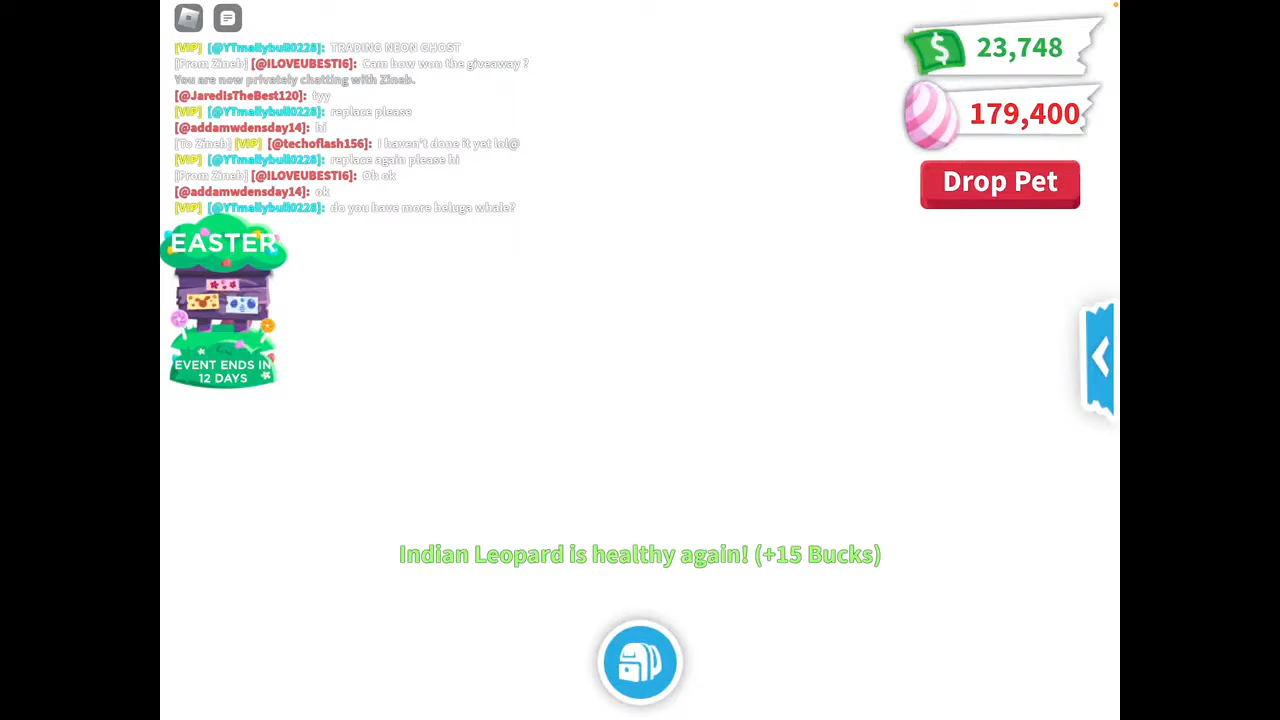 [VIP] [@YTmallybull0228]: TRADING NEON GHOST
[From Zineb] [@ILOVEUBESTI6]: Cam bow won the giveaway ?
You are now privately chatting with Zineb.
[@JaredIsTheBest120]: tyy
[VIP] [@YTmallybull0228]: replace please
[@addamwdensday14]: hi
[To Zineb] [VIP] [@techoflash156]: I haven't done it yet lol@
[VIP] [@YTmallybull0228]: replace again please hi
[From Zineb] [@ILOVEUBESTI6]: Oh ok
[@addamwdensday14]: ok
[VIP] [@YTmallybull0228]: do you have more beluga whale?
23,748
179,400
Drop Pet
EASTER
EVENT ENDS IN
12 DAYS
Indian Leopard is healthy again! (+15 Bucks)